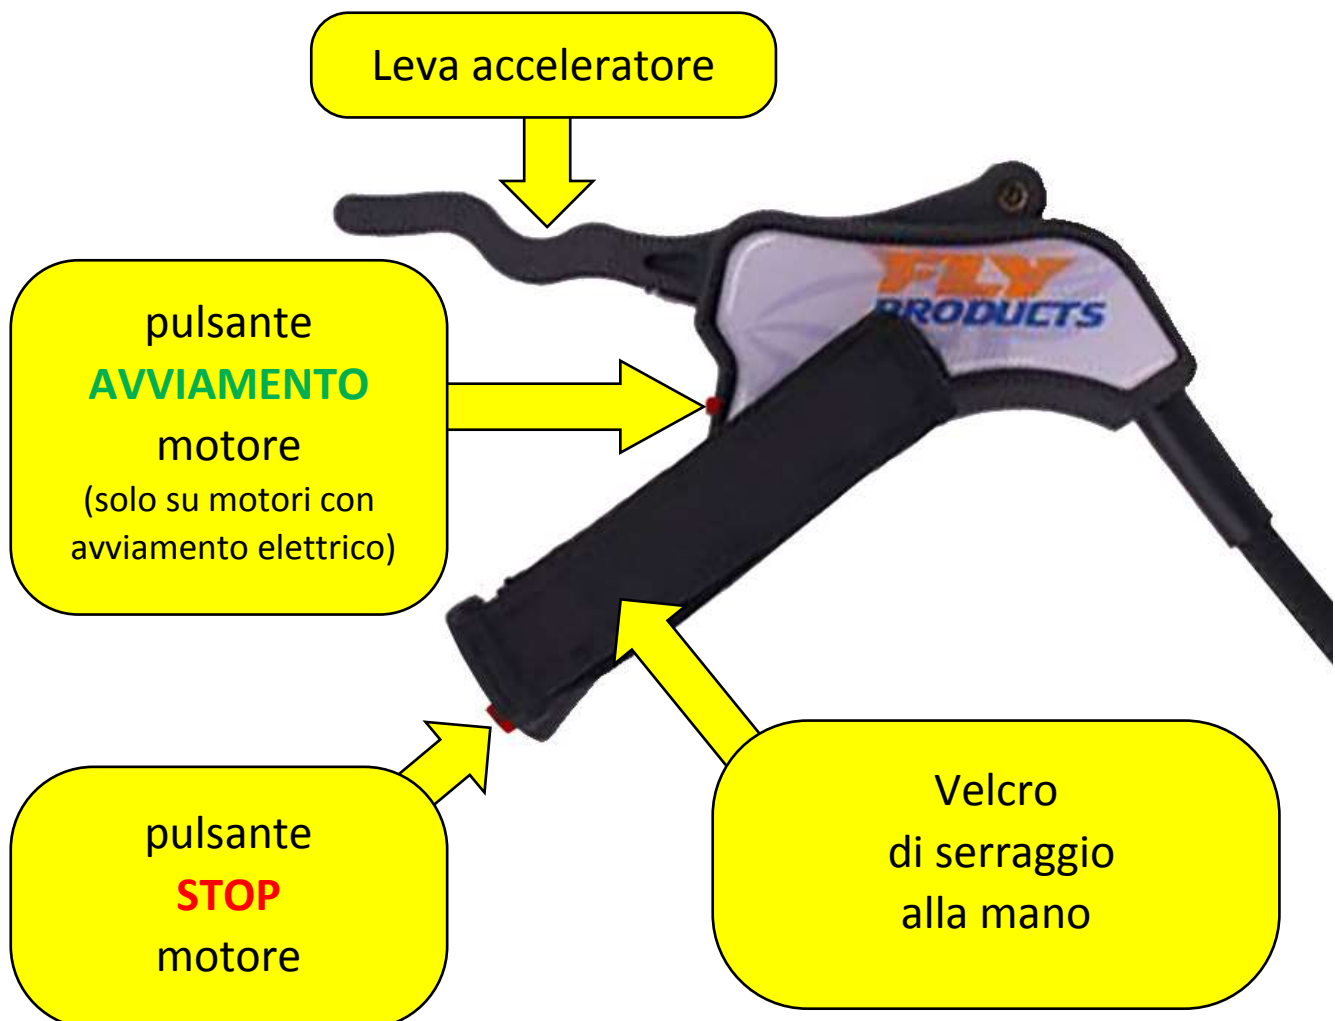 Leva acceleratore
FLY
PRODUCTS
pulsante
AVVIAMENTO
motore
(solo su motori con
avviamento elettrico)
pulsante
STOP
motore
Velcro
di serraggio
alla mano